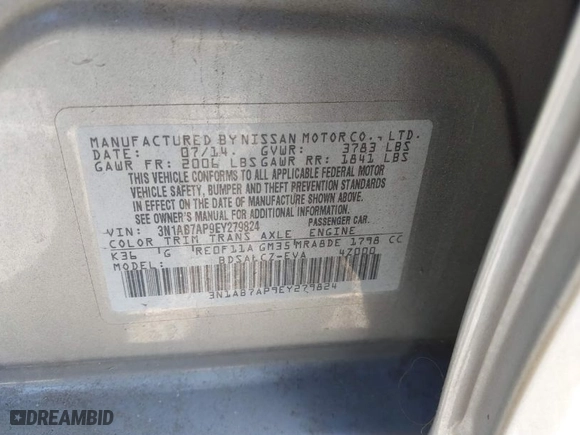 MANUFACTURED BY NISSAN MOTOR CO., LTD.
DATE: 07/14. GVWR: 3783 LBS
GAWR FR: 2006 LBS GAWR RR: 1841 LBS
THIS VEHICLE CONFORMS TO ALL APPLICABLE FEDERAL MOTOR
VEHICLE SAFETY, BUMPER AND THEFT PREVENTION STANDARDS
IN EFFECT ON THE DATE OF MANUFACTURE SHOWN ABOVE.
SEE OWNER'S MANUAL FOR ADDITIONAL INFORMATION.
VIN: 3N1AB7AP9EY279824 PASSENGER CAR
COLOR TRIM TRANS AXLE ENGINE
K36 G RE0F11A GM35 MRA8DE 1798 CC
MODEL: BDSALCZ-EVA 47000
3N1AB7AP9EY279824
DREAMBID